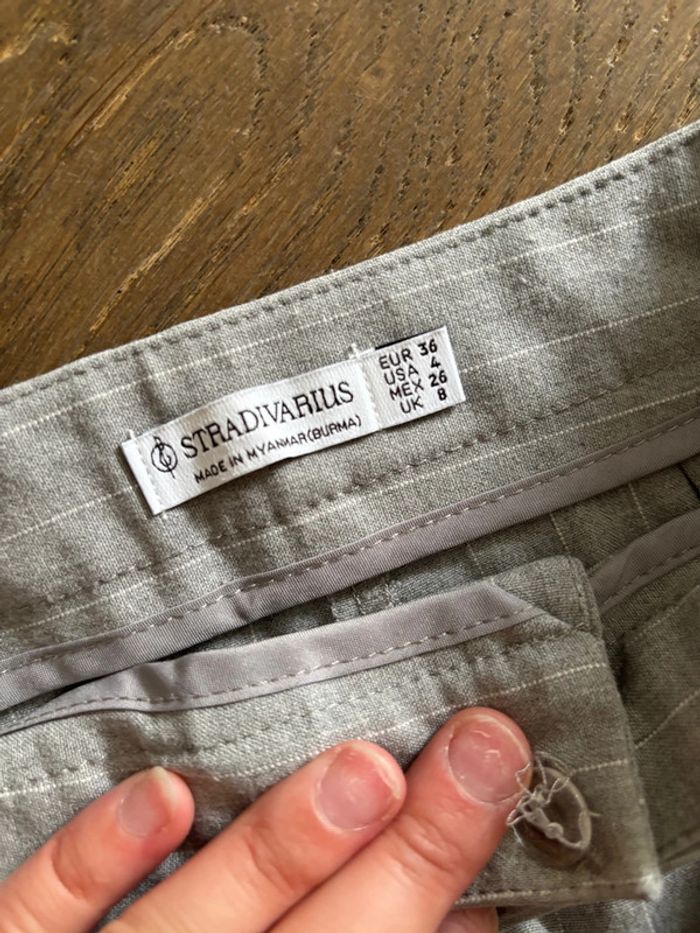 STRADIVARIUS
MADE IN MYANMAR(BURMA)
EUR 36
USA 4
MEX 26
UK 8